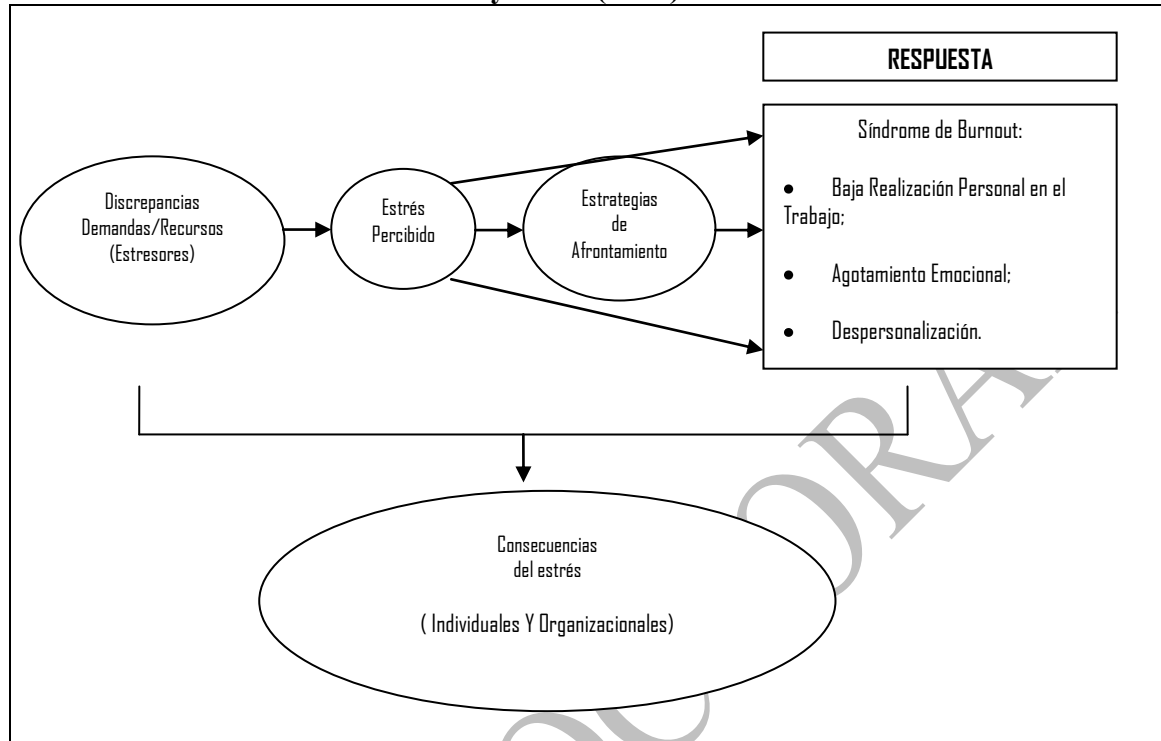 RESPUESTA
Discrepancias
Demandas/Recursos
(Estresores)
Estrés
Percibido
Estrategias
de
Afrontamiento
Síndrome de Burnout:
• Baja Realización Personal en el
Trabajo;
• Agotamiento Emocional;
• Despersonalización.
Consecuencias
del estrés
( Individuales Y Organizacionales)